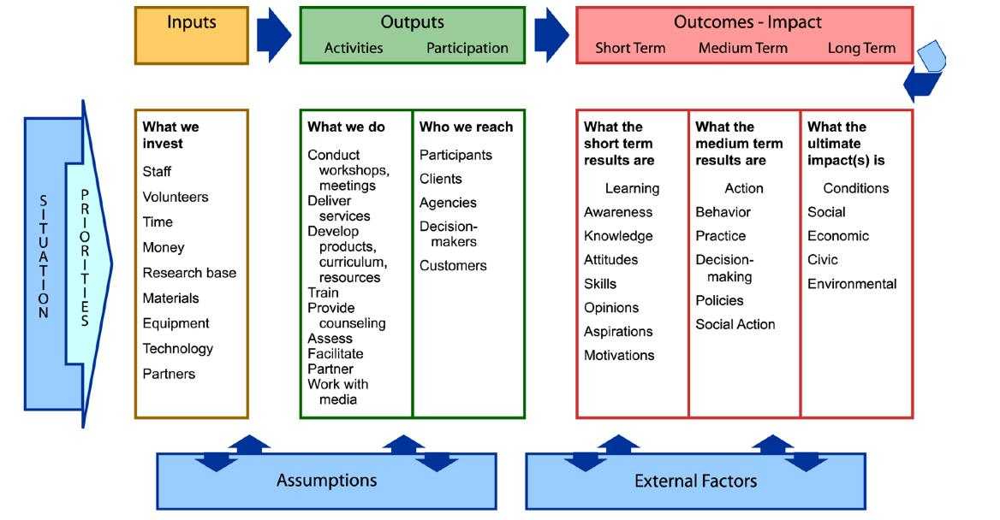 Inputs
Outputs
Activities
Participation
Outcomes - Impact
Short Term
Medium Term
Long Term
SITUATION
PRIORITIES
What we
invest
Staff
Volunteers
Time
Money
Research base
Materials
Equipment
Technology
Partners
What we do
Conduct
workshops,
meetings
Deliver
services
Develop
products,
curriculum,
resources
Train
Provide
counseling
Assess
Facilitate
Partner
Work with
media
Who we reach
Participants
Clients
Agencies
Decision-
makers
Customers
What the
short term
results are
Learning
Awareness
Knowledge
Attitudes
Skills
Opinions
Aspirations
Motivations
What the
medium term
results are
Action
Behavior
Practice
Decision-
making
Policies
Social Action
What the
ultimate
impact(s) is
Conditions
Social
Economic
Civic
Environmental
Assumptions
External Factors